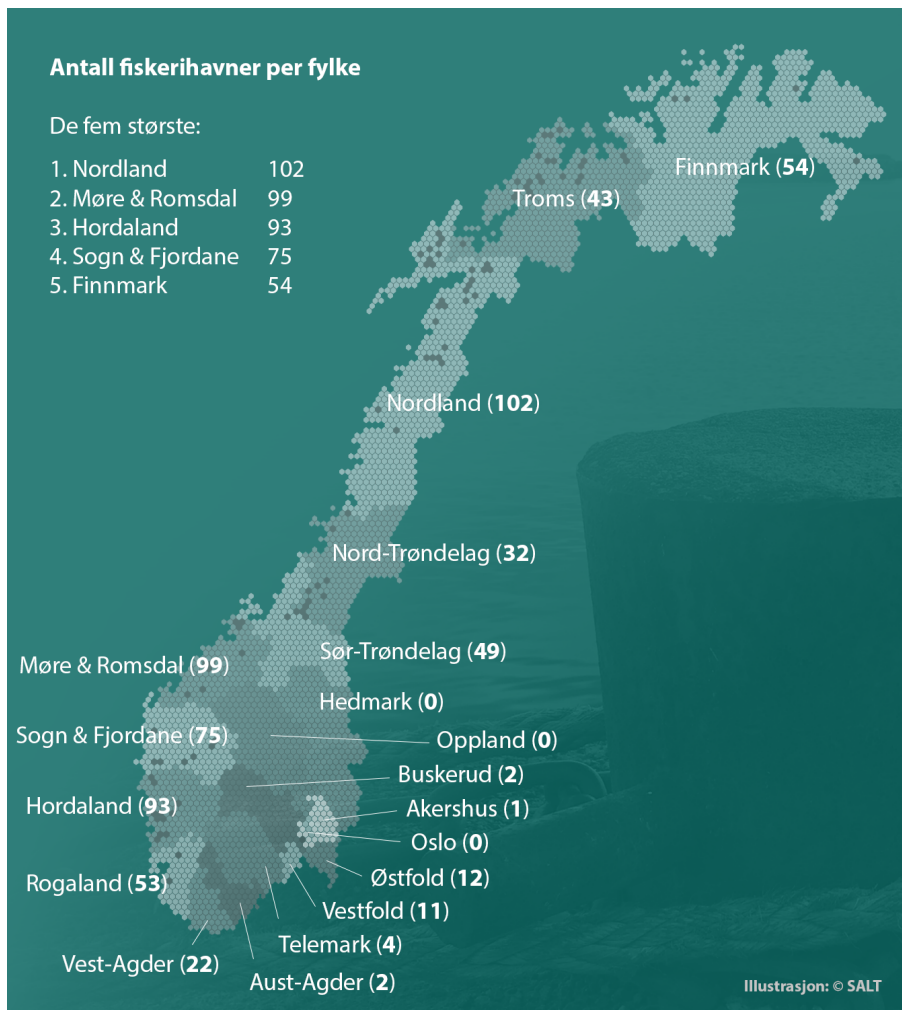 Antall fiskerihavner per fylke
De fem største:
1. Nordland 102
2. Møre & Romsdal 99
3. Hordaland 93
4. Sogn & Fjordane 75
5. Finnmark 54
Finnmark (54)
Troms (43)
Nordland (102)
Nord-Trøndelag (32)
Sør-Trøndelag (49)
Møre & Romsdal (99)
Hedmark (0)
Sogn & Fjordane (75)
Oppland (0)
Buskerud (2)
Hordaland (93)
Akershus (1)
Oslo (0)
Østfold (12)
Rogaland (53)
Vestfold (11)
Telemark (4)
Vest-Agder (22)
Aust-Agder (2)
Illustrasjon: © SALT